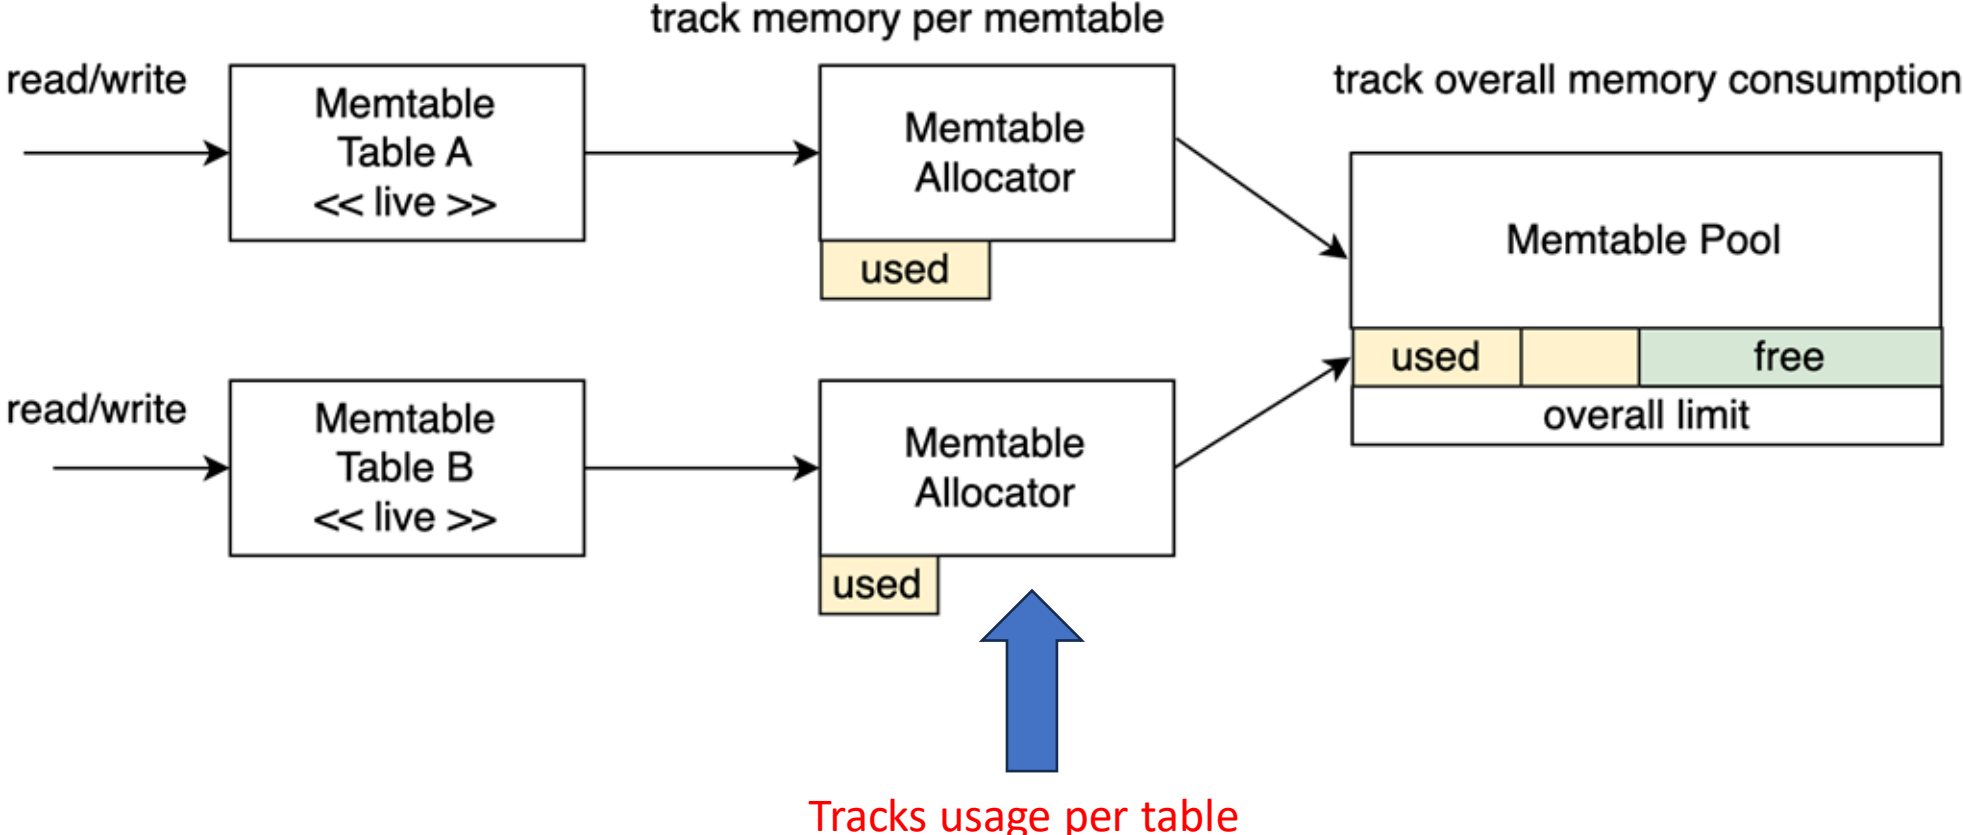 track memory per memtable
read/write
Memtable
Table A
<< live >>
Memtable
Allocator
used
track overall memory consumption
Memtable Pool
used
free
overall limit
read/write
Memtable
Table B
<< live >>
Memtable
Allocator
used
Tracks usage per table